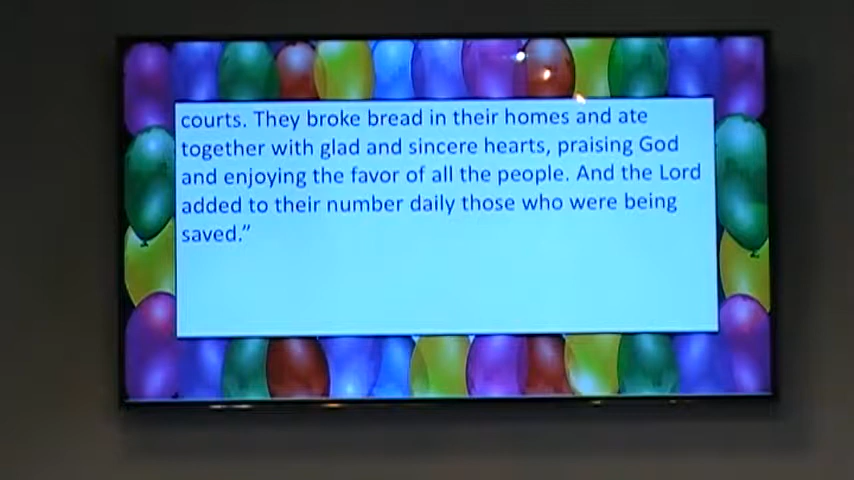 courts. They broke bread in their homes and ate
together with glad and sincere hearts, praising God
and enjoying the favor of all the people. And the Lord
added to their number daily those who were being
saved.”